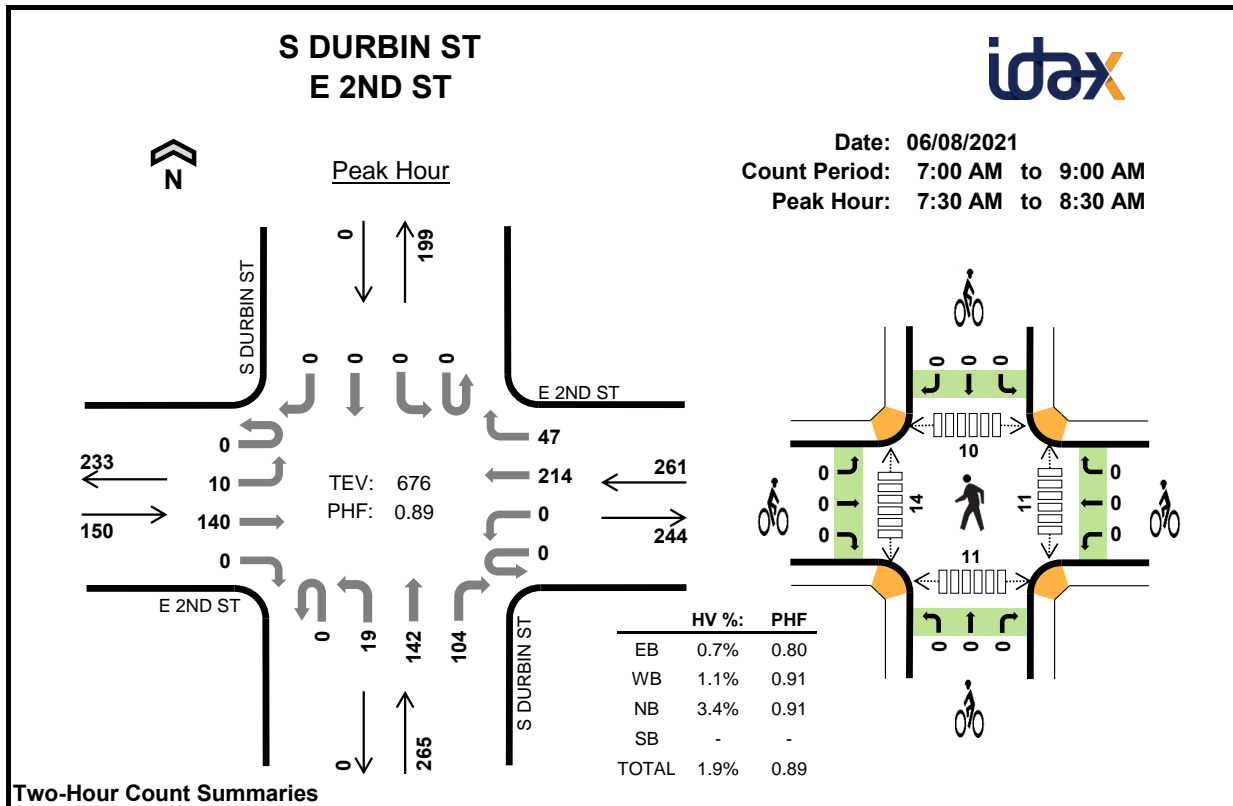 S DURBIN ST
E 2ND ST
idax
Date: 06/08/2021
Count Period: 7:00 AM to 9:00 AM
Peak Hour: 7:30 AM to 8:30 AM
N
Peak Hour
0
199
S DURBIN ST
0 0 0 0
E 2ND ST
0
47
233
10
TEV: 676
214
261
150
140
PHF: 0.89
0
244
0
0
E 2ND ST
0 19 142 104
S DURBIN ST
0
265
HV %: PHF
EB 0.7% 0.80
WB 1.1% 0.91
NB 3.4% 0.91
SB - -
TOTAL 1.9% 0.89
0 0 0
10
0
0
0
14
11
0
0
0
11
0 0 0
Two-Hour Count Summaries